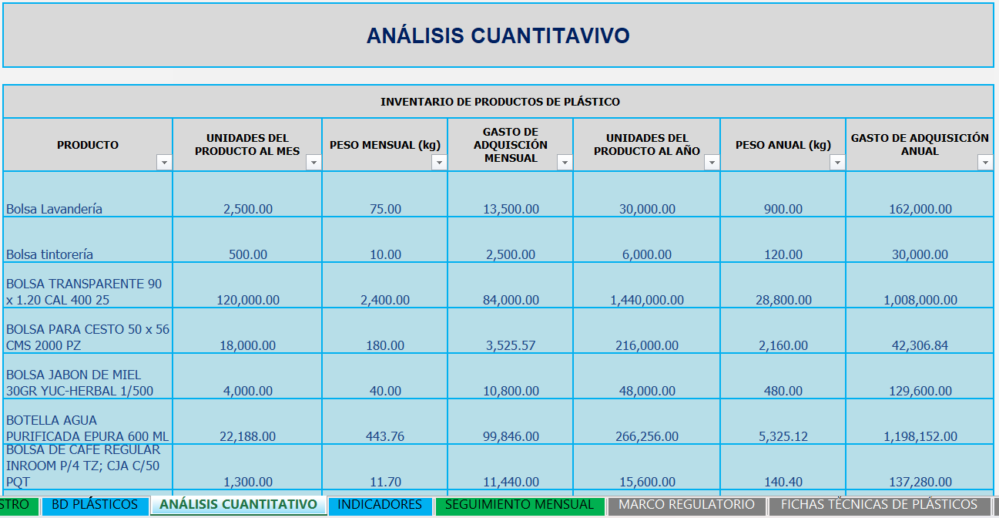 ANÁLISIS CUANTITAVIVO
INVENTARIO DE PRODUCTOS DE PLÁSTICO
PRODUCTO
UNIDADES DEL
PRODUCTO AL MES
PESO MENSUAL (kg)
GASTO DE
ADQUISCIÓN
MENSUAL
UNIDADES DEL
PRODUCTO AL AÑO
PESO ANUAL (kg)
GASTO DE ADQUISICIÓN
ANUAL
Bolsa Lavandería 2,500.00 75.00 13,500.00 30,000.00 900.00 162,000.00
Bolsa tintorería 500.00 10.00 2,500.00 6,000.00 120.00 30,000.00
BOLSA TRANSPARENTE 90
x 1.20 CAL 400 25 120,000.00 2,400.00 84,000.00 1,440,000.00 28,800.00 1,008,000.00
BOLSA PARA CESTO 50 x 56
CMS 2000 PZ 18,000.00 180.00 3,525.57 216,000.00 2,160.00 42,306.84
BOLSA JABON DE MIEL
30GR YUC-HERBAL 1/500 4,000.00 40.00 10,800.00 48,000.00 480.00 129,600.00
BOTELLA AGUA
PURIFICADA EPURA 600 ML 22,188.00 443.76 99,846.00 266,256.00 5,325.12 1,198,152.00
BOLSA DE CAFE REGULAR
INROOM P/4 TZ; CJA C/50
PQT 1,300.00 11.70 11,440.00 15,600.00 140.40 137,280.00
STRO BD PLÁSTICOS ANÁLISIS CUANTITATIVO INDICADORES SEGUIMIENTO MENSUAL MARCO REGULATORIO FICHAS TÉCNICAS DE PLÁSTICOS